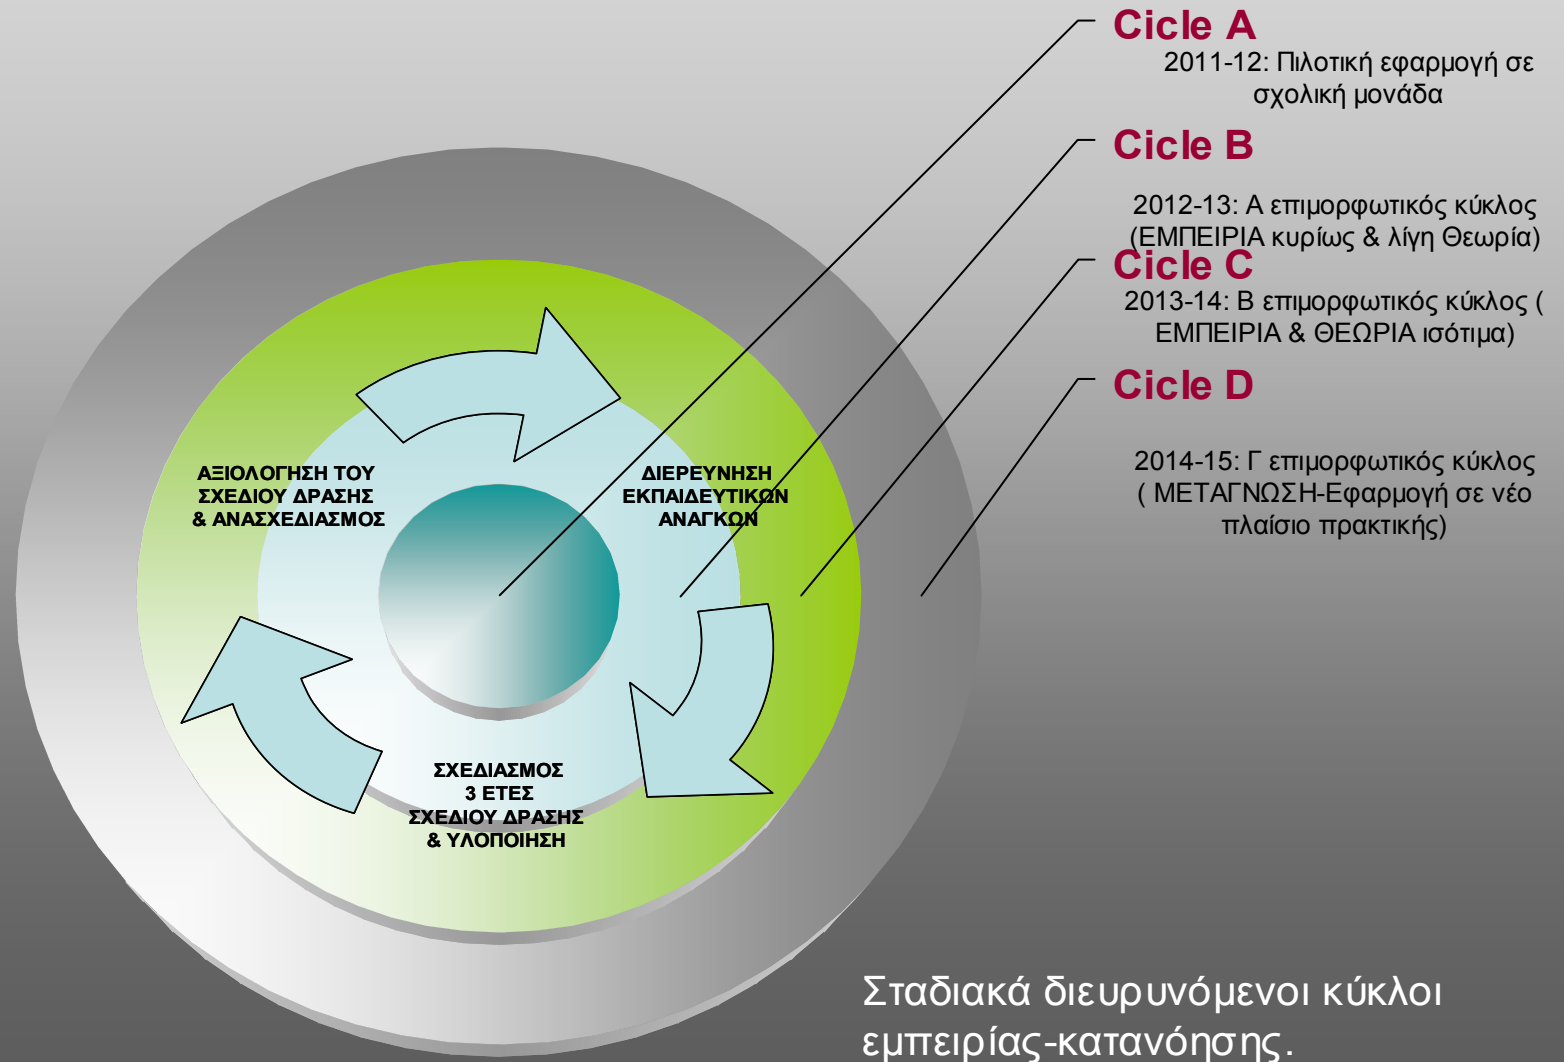 Cicle A
2011-12: Πιλοτική εφαρμογή σε
σχολική μονάδα
Cicle B
2012-13: Α επιμορφωτικός κύκλος
(ΕΜΠΕΙΡΙΑ κυρίως & λίγη Θεωρία)
Cicle C
2013-14: Β επιμορφωτικός κύκλος (
ΕΜΠΕΙΡΙΑ & ΘΕΩΡΙΑ ισότιμα)
Cicle D
2014-15: Γ επιμορφωτικός κύκλος
( ΜΕΤΑΓΝΩΣΗ-Εφαρμογή σε νέο
πλαίσιο πρακτικής)
ΑΞΙΟΛΟΓΗΣΗ ΤΟΥ
ΣΧΕΔΙΟΥ ΔΡΑΣΗΣ
& ΑΝΑΣΧΕΔΙΑΣΜΟΣ
ΔΙΕΡΕΥΝΗΣΗ
ΕΚΠΑΙΔΕΥΤΙΚΩΝ
ΑΝΑΓΚΩΝ
ΣΧΕΔΙΑΣΜΟΣ
3 ΕΤΕΣ
ΣΧΕΔΙΟΥ ΔΡΑΣΗΣ
& ΥΛΟΠΟΙΗΣΗ
Σταδιακά διευρυνόμενοι κύκλοι
εμπειρίας-κατανόησης.